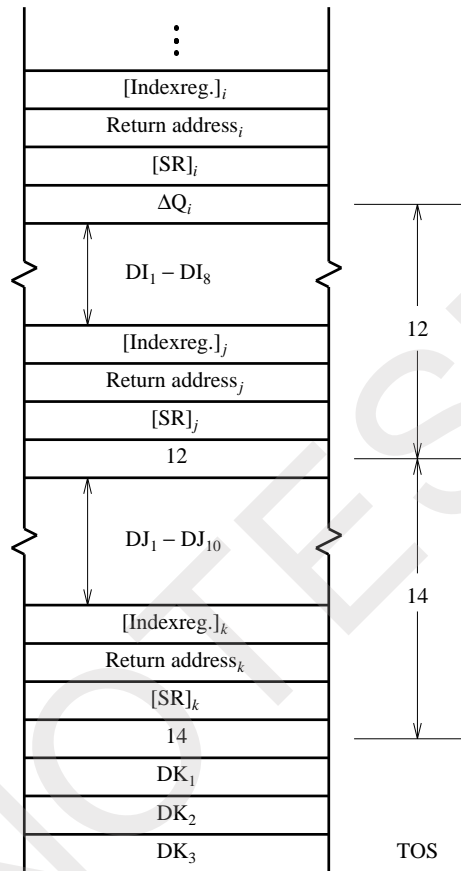 [Indexreg.]i
Return addressi
[SR]i
ΔQi
DI1 – DI8
12
[Indexreg.]j
Return addressj
[SR]j
12
DJ1 – DJ10
14
[Indexreg.]k
Return addressk
[SR]k
14
DK1
DK2
DK3 TOS